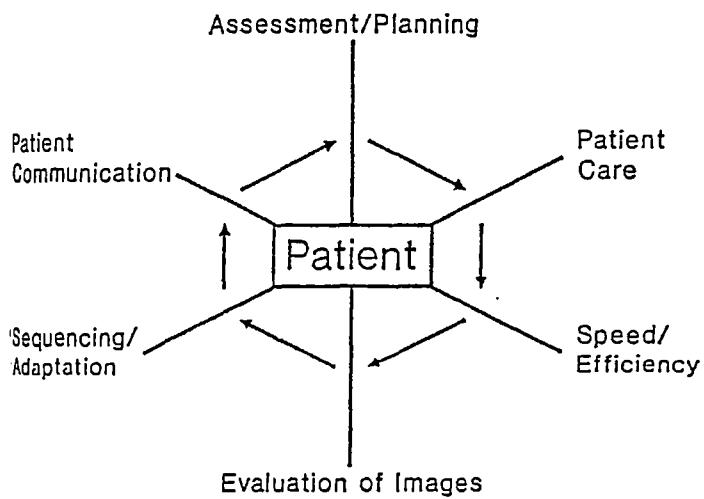 Assessment/Planning
Patient
Communication
Patient
Care
Patient
Sequencing/
Adaptation
Speed/
Efficiency
Evaluation of Images